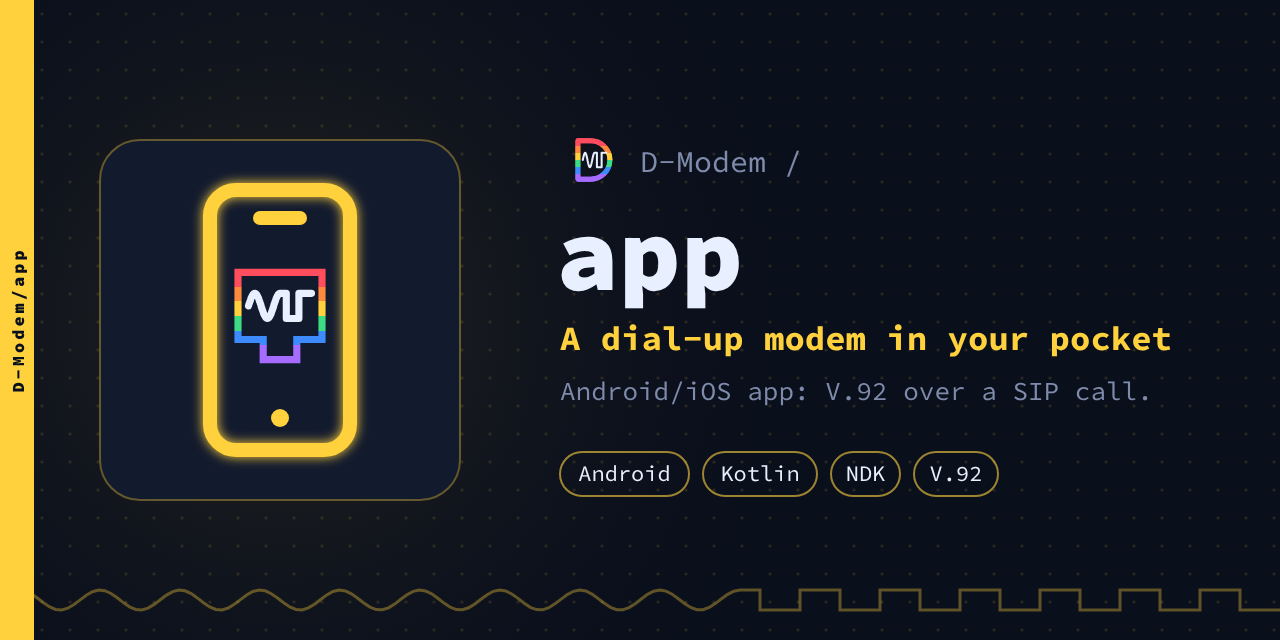 D-Modem/app
D-Modem /
app
A dial-up modem in your pocket
Android/iOS app: V.92 over a SIP call.
Android Kotlin NDK V.92